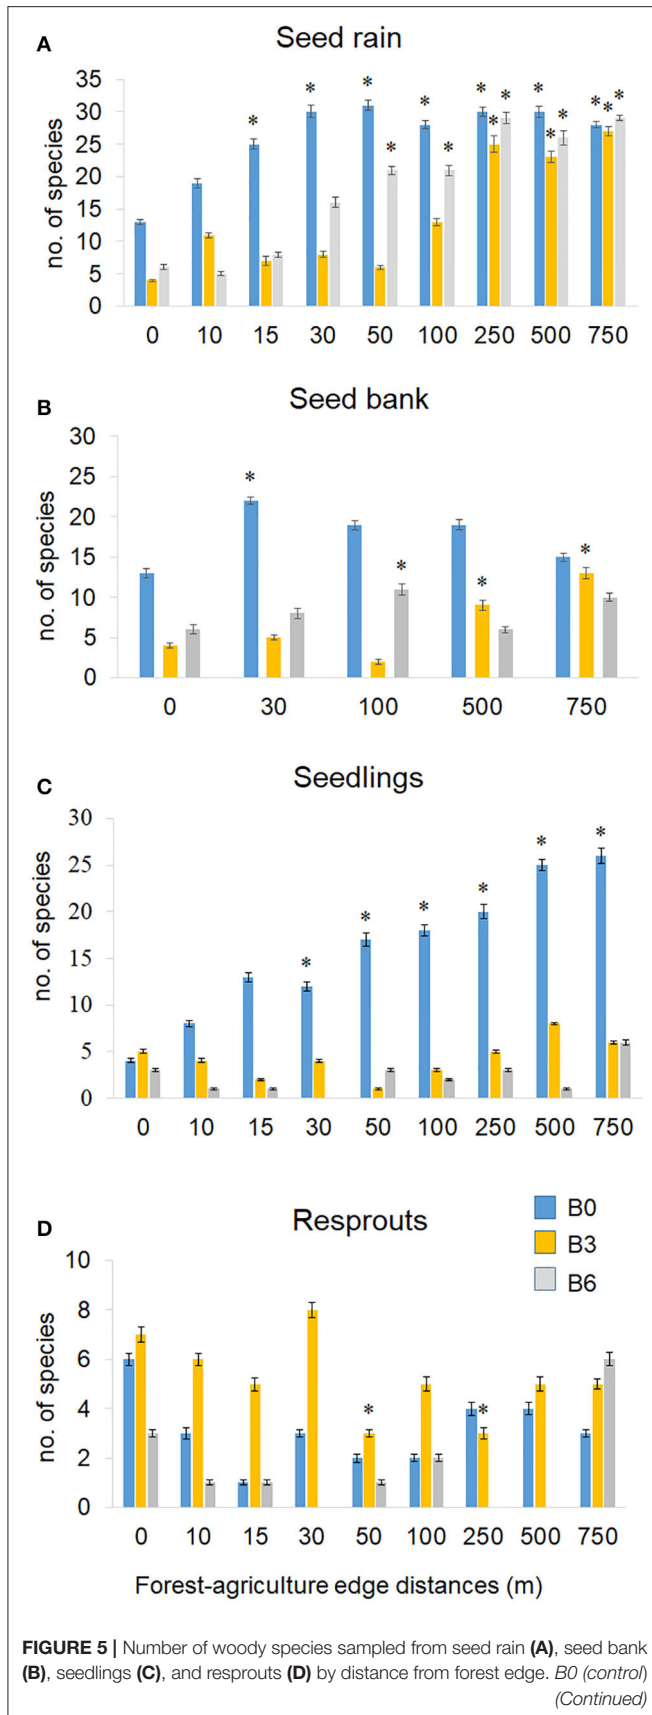 A
Seed rain
no. of species
35
30
25
20
15
10
5
0
* * * * * * * * * * * * * *
0 10 15 30 50 100 250 500 750
B
Seed bank
no. of species
30
25
20
15
10
5
0
* * * *
0 30 100 500 750
C
Seedlings
no. of species
30
25
20
15
10
5
0
* * * * * *
0 10 15 30 50 100 250 500 750
D
Resprouts
B0
B3
B6
no. of species
10
8
6
4
2
0
* *
0 10 15 30 50 100 250 500 750
Forest-agriculture edge distances (m)
FIGURE 5 | Number of woody species sampled from seed rain (A), seed bank
(B), seedlings (C), and resprouts (D) by distance from forest edge. B0 (control)
(Continued)